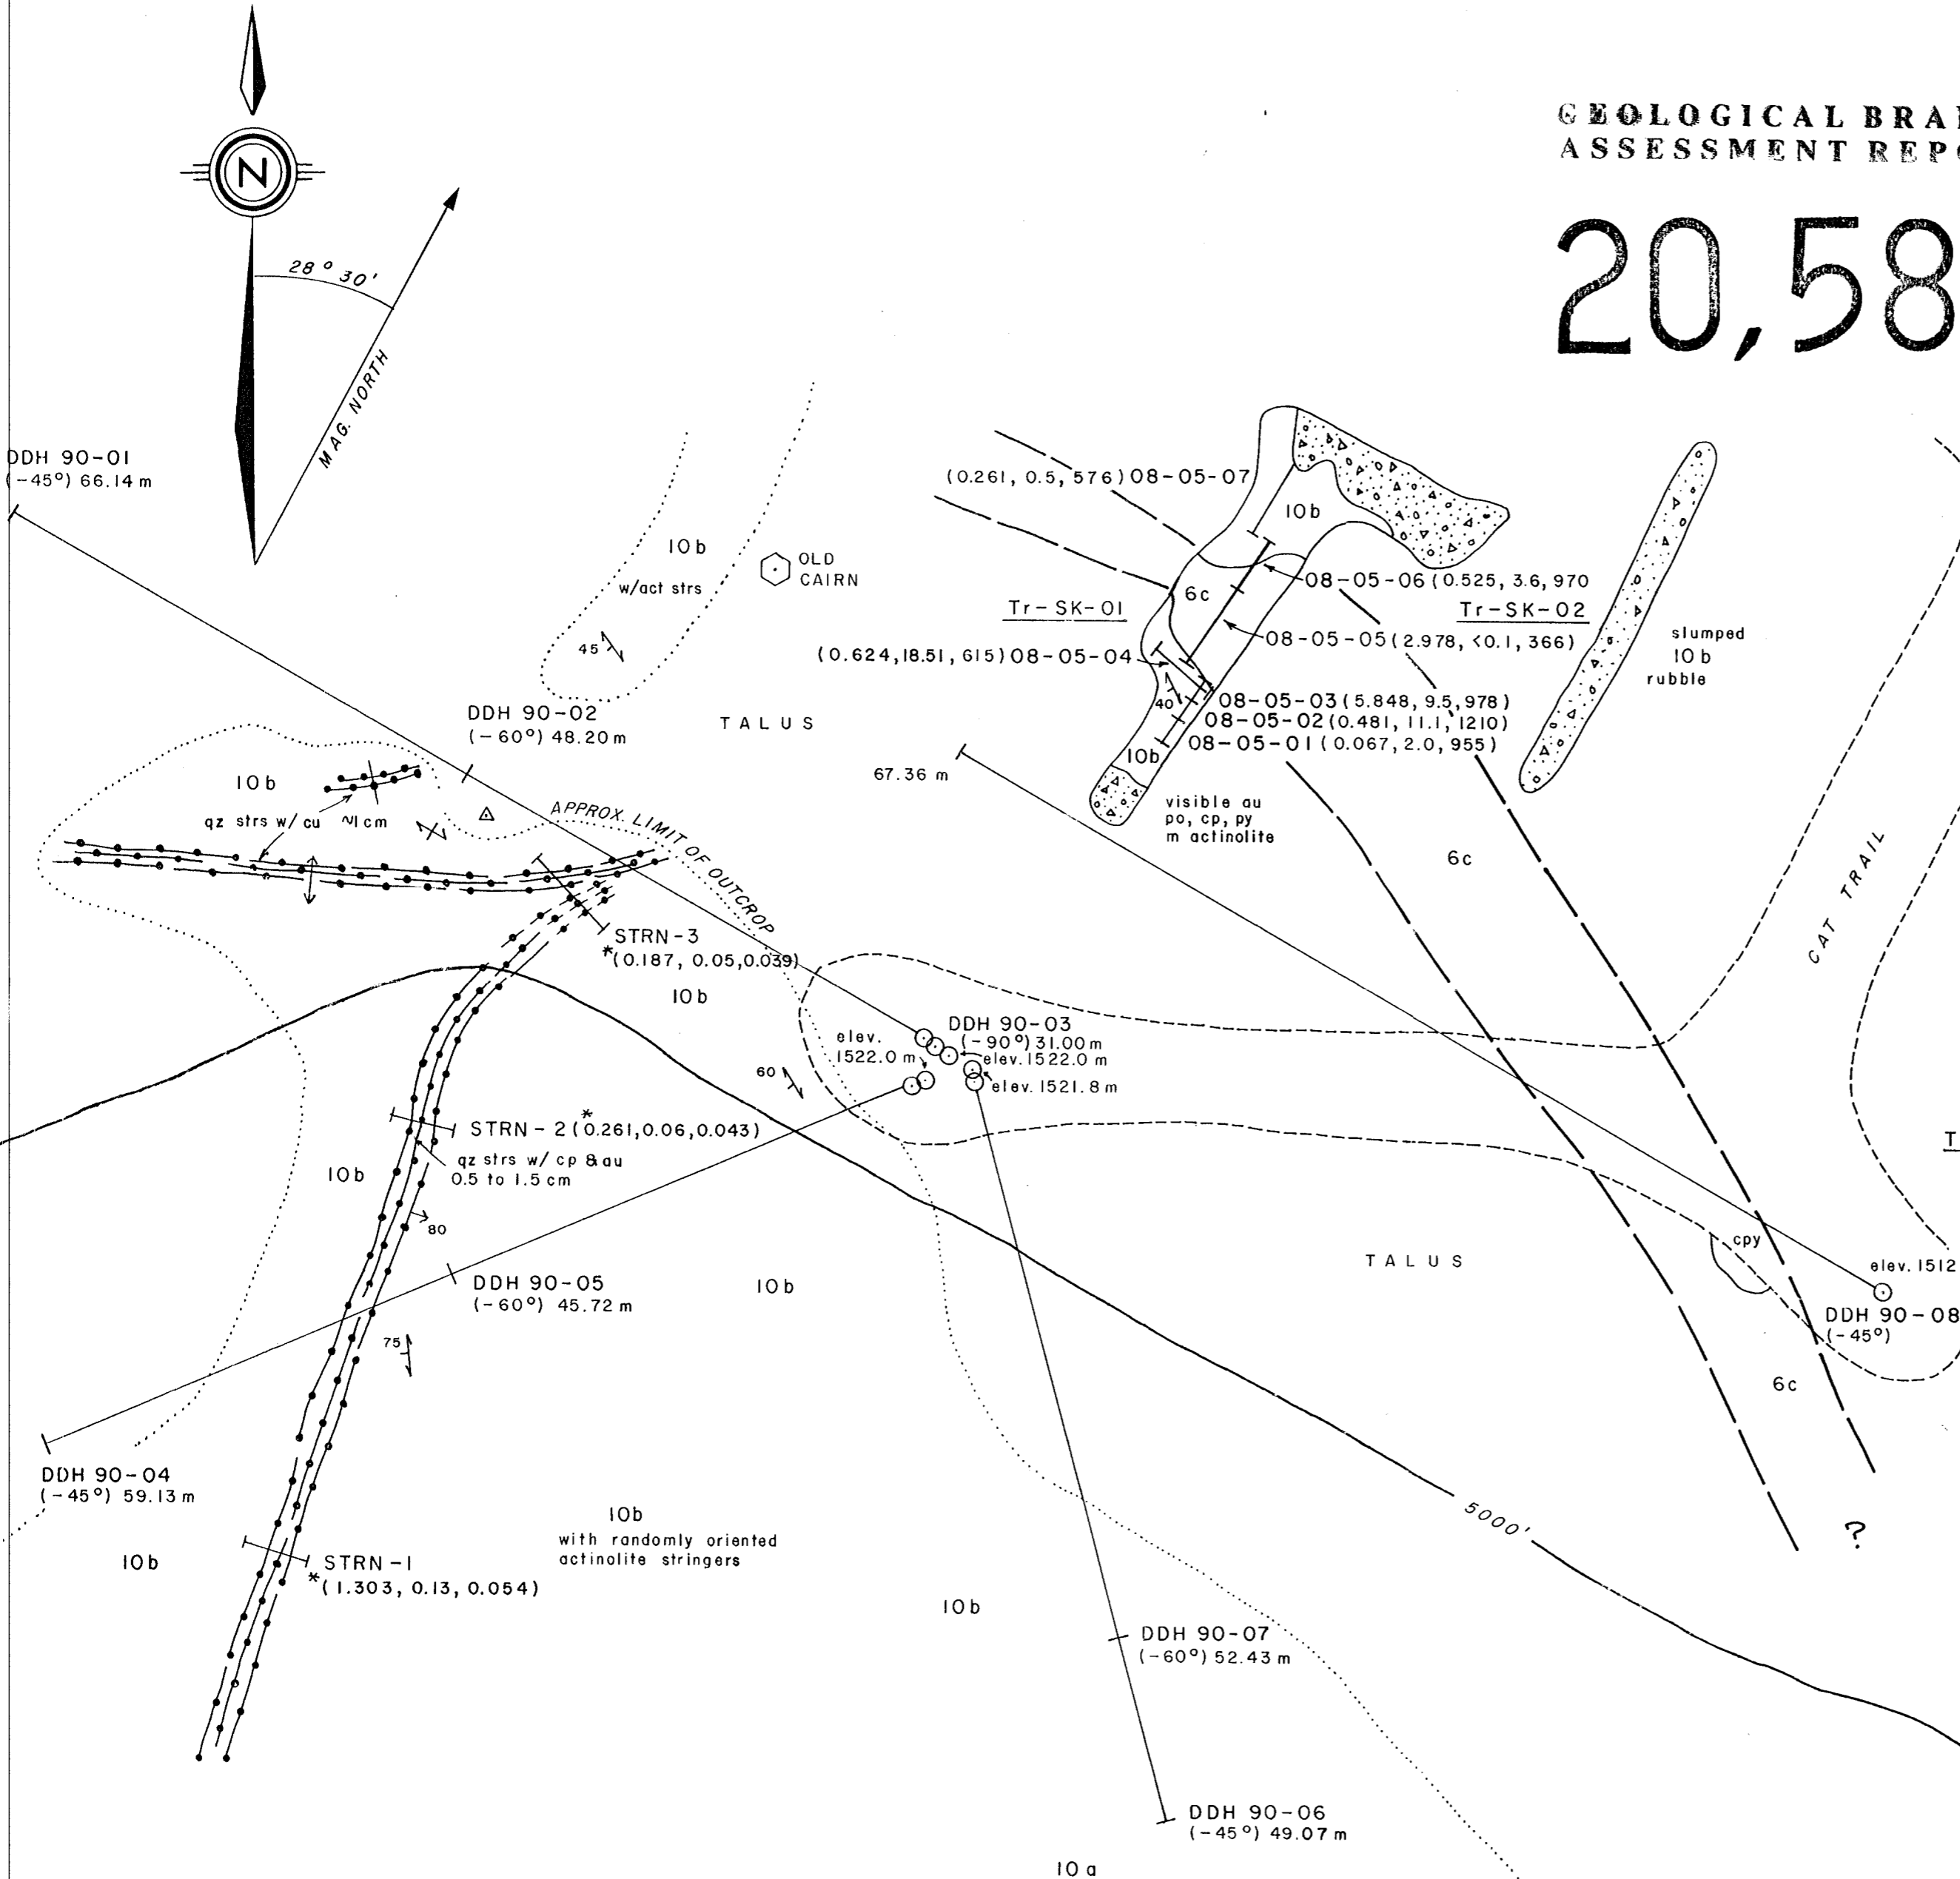 GEOLOGICAL BRA
ASSESSMENT REP
20,58
N
28° 30'
MAG. NORTH
DDH 90-01
(-45°) 66.14 m
10b
w/act strs
45
OLD
CAIRN
(0.261, 0.5, 576) 08-05-07
10b
6c
08-05-06 (0.525, 3.6, 970
Tr-SK-01
Tr-SK-02
08-05-05 (2.978, <0.1, 366)
(0.624, 18.51, 615) 08-05-04
slumped
10b
rubble
40
08-05-03 (5.848, 9.5, 978)
08-05-02 (0.481, 11.1, 1210)
08-05-01 (0.067, 2.0, 955)
10b
DDH 90-02
(-60°) 48.20 m
TALUS
67.36 m
visible au
po, cp, py
m actinolite
10b
qz strs w/ cu ~1 cm
APPROX. LIMIT OF OUTCROP
6c
CAT TRAIL
STRN-3
*(0.187, 0.05, 0.039)
10b
DDH 90-03
(-90°) 31.00 m
elev.
1522.0 m
elev. 1522.0 m
elev. 1521.8 m
60
STRN-2 *(0.261, 0.06, 0.043)
qz strs w/ cp & au
0.5 to 1.5 cm
10b
T
80
cpy
TALUS
elev. 1512
DDH 90-05
(-60°) 45.72 m
10b
DDH 90-08
(-45°)
75
6c
DDH 90-04
(-45°) 59.13 m
10b
with randomly oriented
actinolite stringers
5000'
?
10b
STRN-1
*(1.303, 0.13, 0.054)
10b
DDH 90-07
(-60°) 52.43 m
DDH 90-06
(-45°) 49.07 m
10a